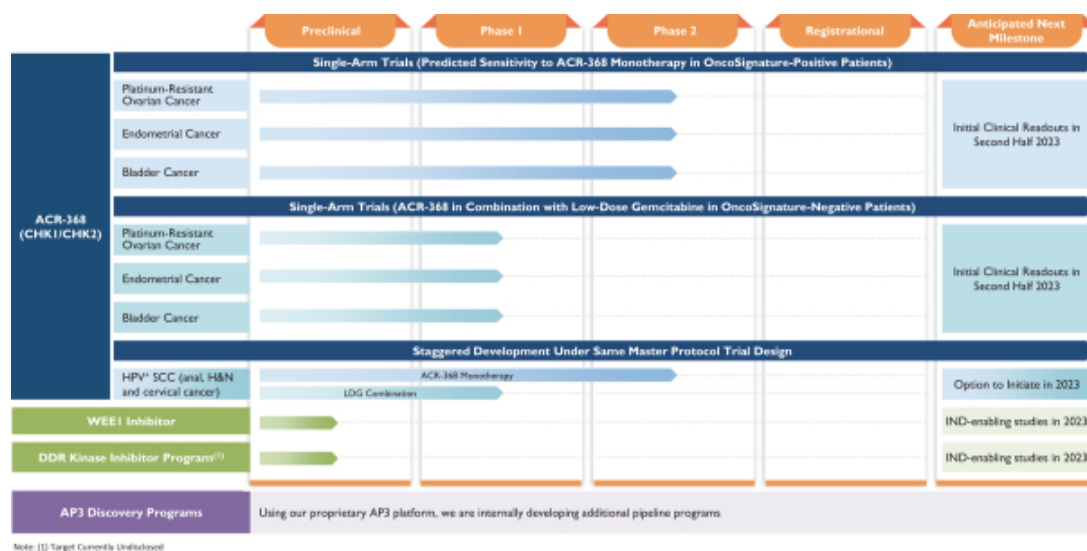 Preclinical
Phase 1
Phase 2
Registrational
Anticipated Next
Milestone
Single-Arm Trials (Predicted Sensitivity to ACR-368 Monotherapy in OncoSignature-Positive Patients)
ACR-368
(CHK1/CHK2)
Platinum-Resistant
Ovarian Cancer
Endometrial Cancer
Bladder Cancer
Initial Clinical Readouts in
Second Half 2023
Single-Arm Trials (ACR-368 in Combination with Low-Dose Gemcitabine in OncoSignature-Negative Patients)
Platinum-Resistant
Ovarian Cancer
Endometrial Cancer
Bladder Cancer
Initial Clinical Readouts in
Second Half 2023
Staggered Development Under Same Master Protocol Trial Design
HPV⁺ SCC (anal, H&N
and cervical cancer)
ACR-368 Monotherapy
LDG Combination
Option to Initiate in 2023
WEE1 Inhibitor
IND-enabling studies in 2023
DDR Kinase Inhibitor Program⁽¹⁾
IND-enabling studies in 2023
AP3 Discovery Programs
Using our proprietary AP3 platform, we are internally developing additional pipeline programs
Note: (1) Target Currently Undisclosed